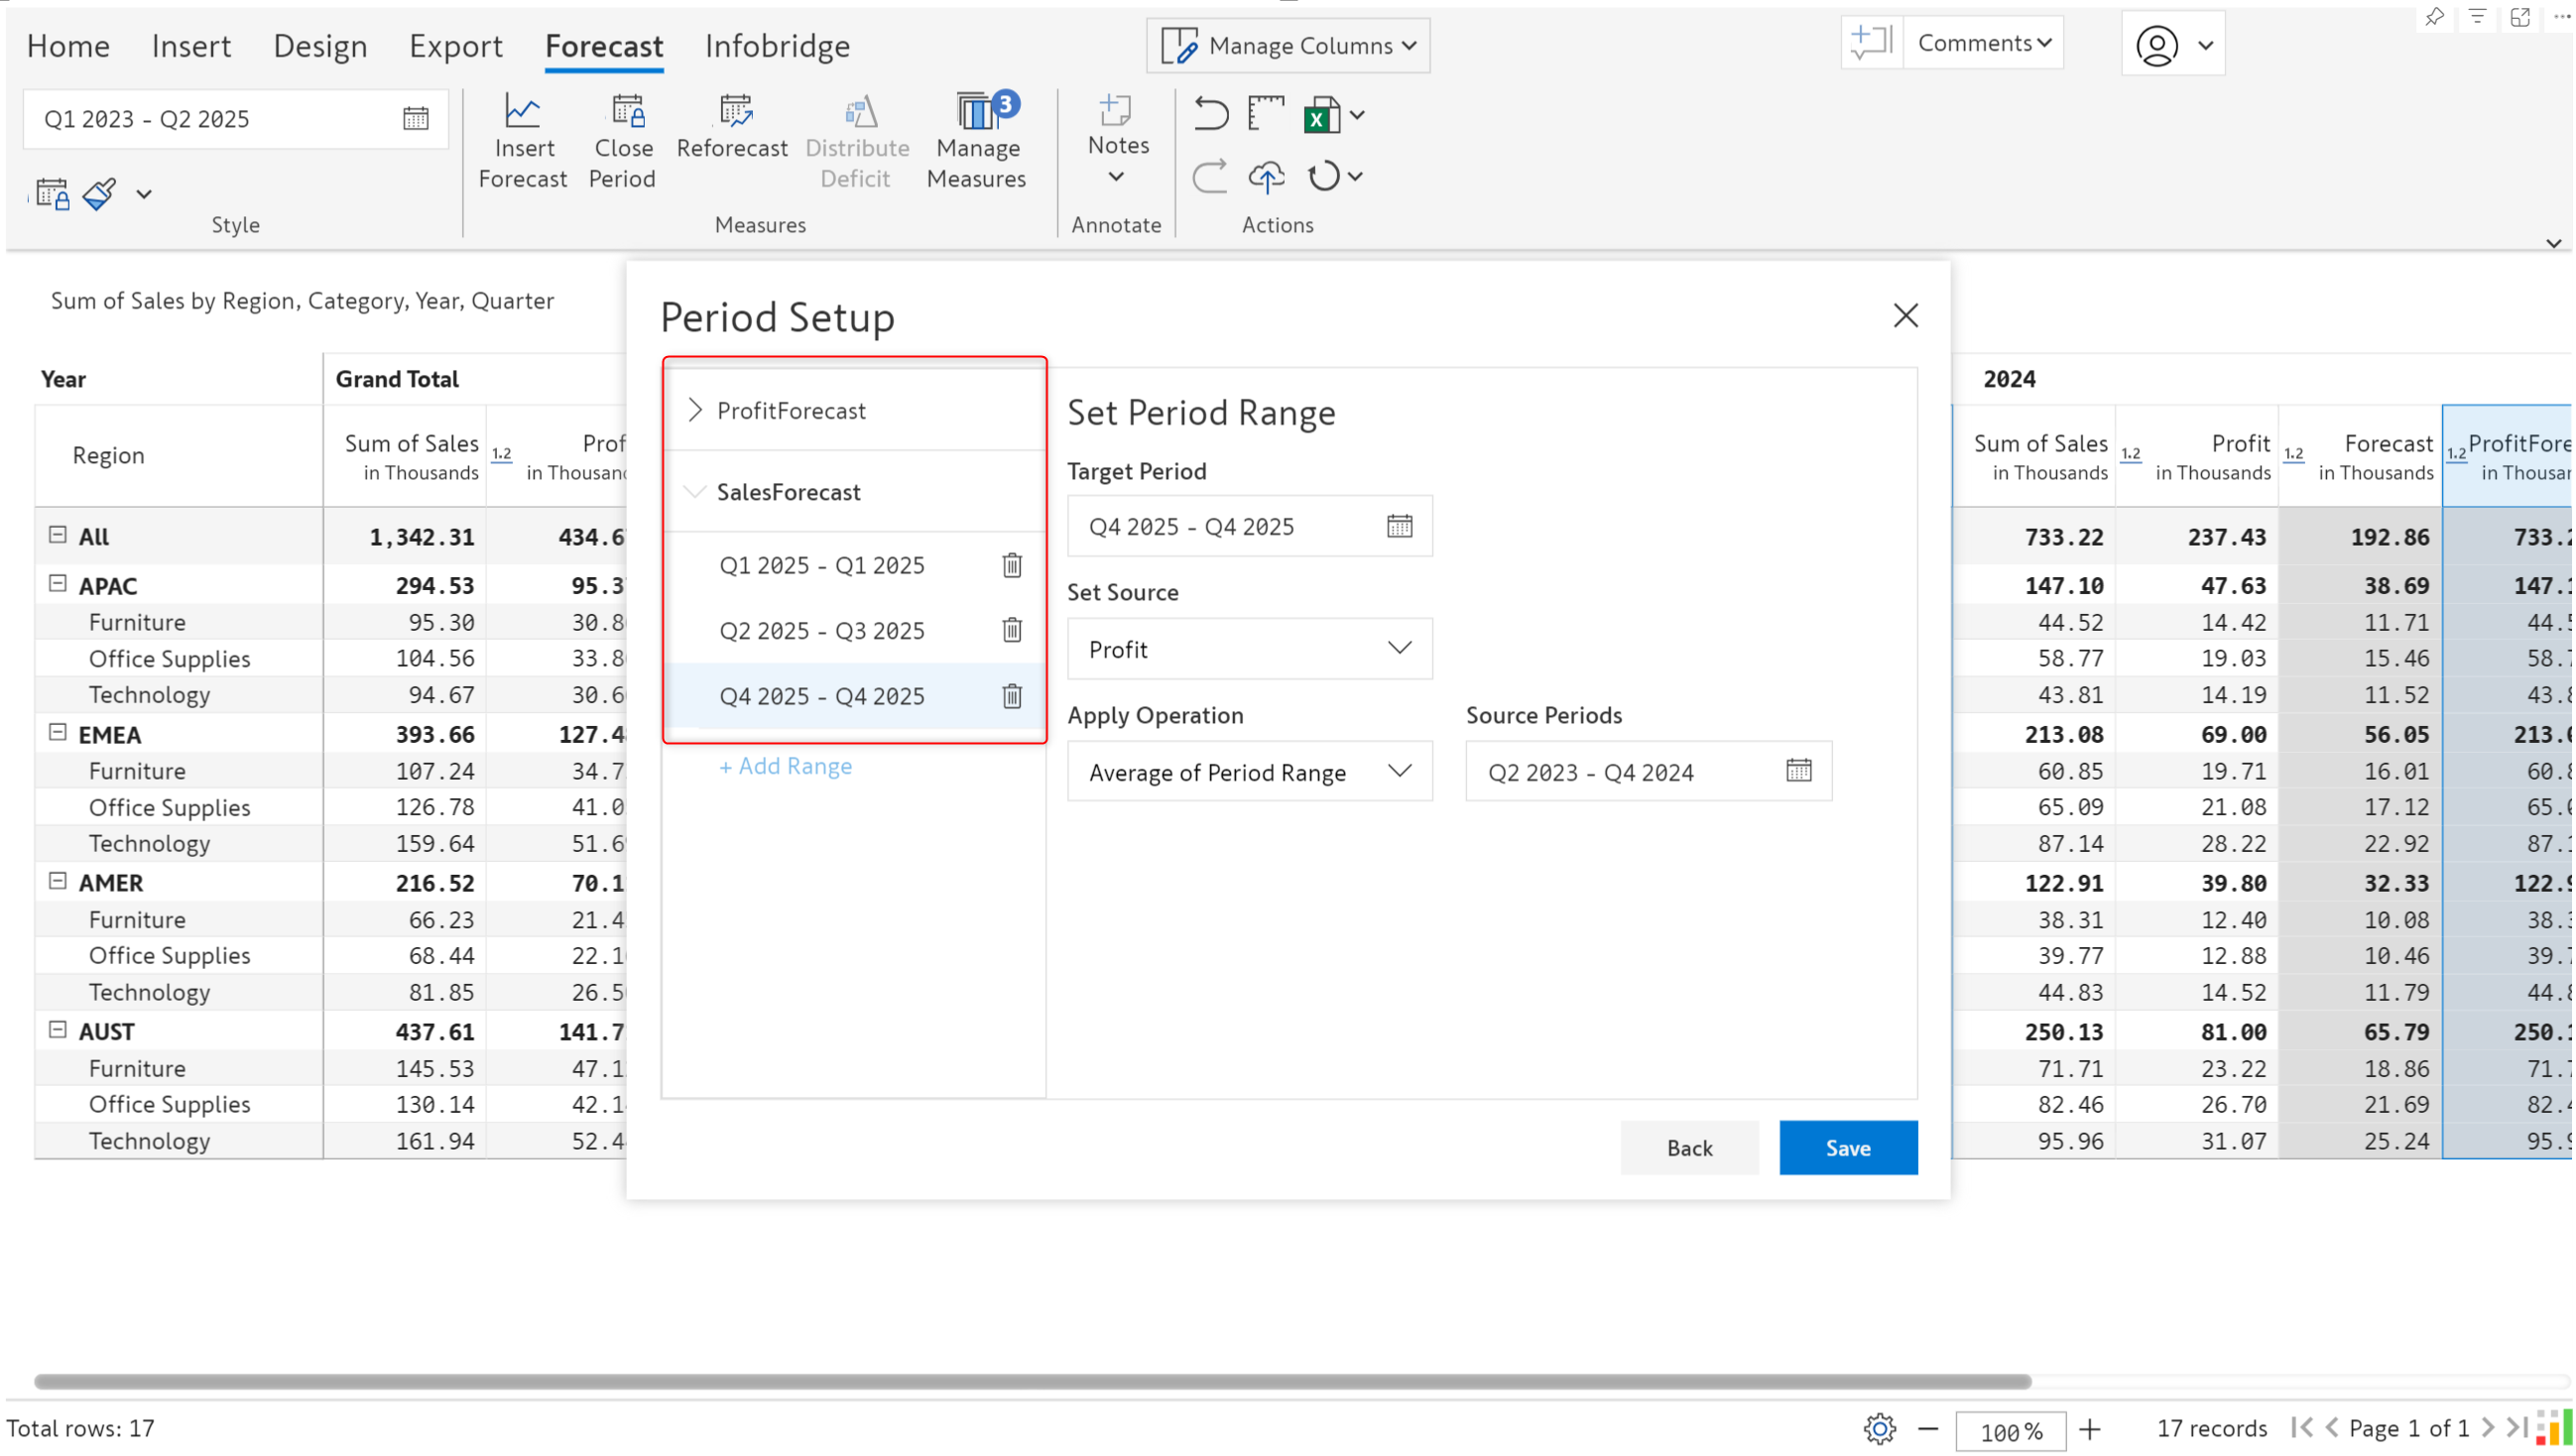 Home Insert Design Export Forecast Infobridge Manage Columns Comments
Q1 2023 - Q2 2025
Insert Forecast
Close Period
Reforecast
Distribute Deficit
3
Manage Measures
Notes
Style Measures Annotate Actions
Sum of Sales by Region, Category, Year, Quarter
Period Setup
Year Grand Total 2024
Region Sum of Sales in Thousands 1.2 Prof in Thousand Sum of Sales in Thousands 1.2 Profit in Thousands 1.2 Forecast in Thousands 1.2 ProfitFore in Thousan
All 1,342.31 434.6 733.22 237.43 192.86 733.2
APAC 294.53 95.3 147.10 47.63 38.69 147.1
Furniture 95.30 30.8 44.52 14.42 11.71 44.5
Office Supplies 104.56 33.8 58.77 19.03 15.46 58.7
Technology 94.67 30.6 43.81 14.19 11.52 43.8
EMEA 393.66 127.4 213.08 69.00 56.05 213.0
Furniture 107.24 34.7 60.85 19.71 16.01 60.8
Office Supplies 126.78 41.0 65.09 21.08 17.12 65.0
Technology 159.64 51.6 87.14 28.22 22.92 87.1
AMER 216.52 70.1 122.91 39.80 32.33 122.9
Furniture 66.23 21.4 38.31 12.40 10.08 38.3
Office Supplies 68.44 22.1 39.77 12.88 10.46 39.7
Technology 81.85 26.5 44.83 14.52 11.79 44.8
AUST 437.61 141.7 250.13 81.00 65.79 250.1
Furniture 145.53 47.1 71.71 23.22 18.86 71.7
Office Supplies 130.14 42.1 82.46 26.70 21.69 82.4
Technology 161.94 52.4 95.96 31.07 25.24 95.9
ProfitForecast
SalesForecast
Q1 2025 - Q1 2025
Q2 2025 - Q3 2025
Q4 2025 - Q4 2025
+ Add Range
Set Period Range
Target Period
Q4 2025 - Q4 2025
Set Source
Profit
Apply Operation Source Periods
Average of Period Range Q2 2023 - Q4 2024
Back Save
Total rows: 17 100 % 17 records Page 1 of 1